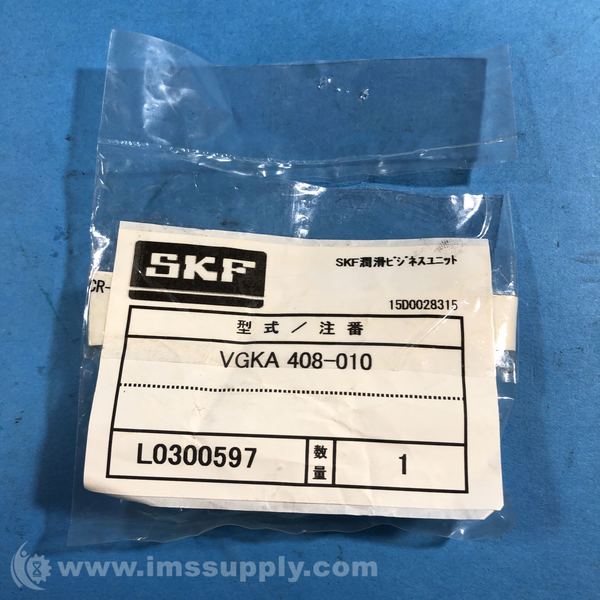 SKF
SKF潤滑ビジネスユニット
CR-
15D0028315
型式／注番
VGKA 408-010
L0300597
数量
1
www.imssupply.com